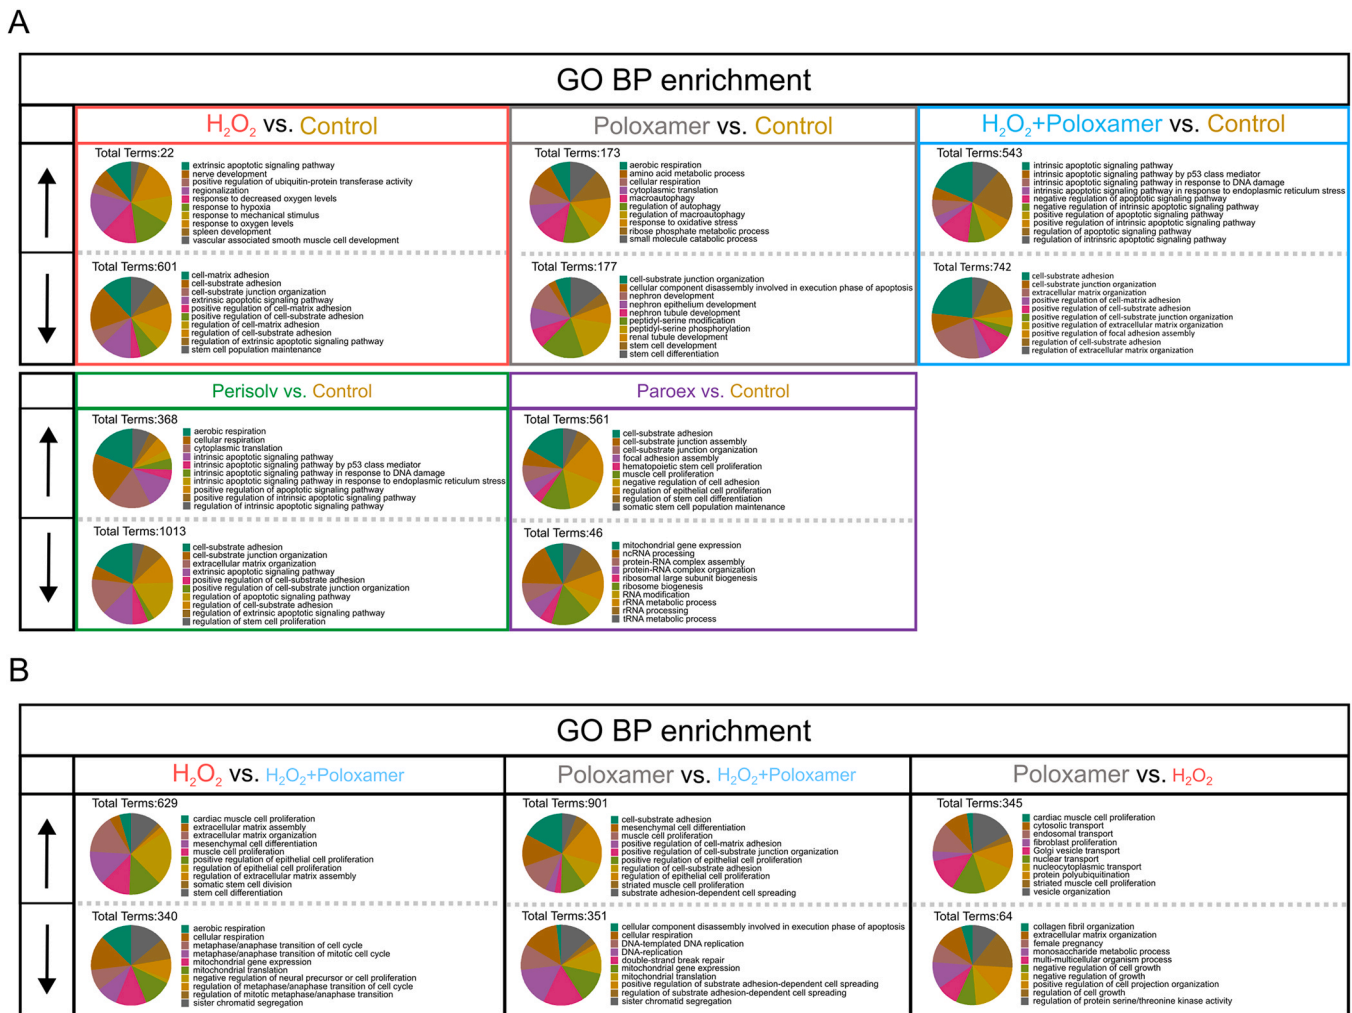 A
GO BP enrichment
H₂O₂ vs. Control
Poloxamer vs. Control
H₂O₂+Poloxamer vs. Control
Total Terms:22
extrinsic apoptotic signaling pathway
nerve development
positive regulation of ubiquitin-protein transferase activity
regionalization
response to decreased oxygen levels
response to hypoxia
response to mechanical stimulus
response to oxygen levels
spleen development
vascular associated smooth muscle cell development
Total Terms:173
aerobic respiration
amino acid metabolic process
cellular respiration
cytoplasmic translation
macroautophagy
regulation of autophagy
regulation of macroautophagy
response to oxidative stress
ribose phosphate metabolic process
small molecule catabolic process
Total Terms:543
intrinsic apoptotic signaling pathway
intrinsic apoptotic signaling pathway by p53 class mediator
intrinsic apoptotic signaling pathway in response to DNA damage
intrinsic apoptotic signaling pathway in response to endoplasmic reticulum stress
negative regulation of apoptotic signaling pathway
negative regulation of intrinsic apoptotic signaling pathway
positive regulation of apoptotic signaling pathway
positive regulation of intrinsic apoptotic signaling pathway
regulation of apoptotic signaling pathway
regulation of intrinsric apoptotic signaling pathway
Total Terms:601
cell-matrix adhesion
cell-substrate adhesion
cell-substrate junction organization
extrinsic apoptotic signaling pathway
positive regulation of cell-matrix adhesion
positive regulation of cell-substrate adhesion
regulation of cell-matrix adhesion
regulation of cell-substrate adhesion
regulation of extrinsic apoptotic signaling pathway
stem cell population maintenance
Total Terms:177
cell-substrate junction organization
cellular component disassembly involved in execution phase of apoptosis
nephron development
nephron epithelium development
nephron tubule development
peptidyl-serine modification
peptidyl-serine phosphorylation
renal tubule development
stem cell development
stem cell differentiation
Total Terms:742
cell-substrate adhesion
cell-substrate junction organization
extracellular matrix organization
positive regulation of cell-matrix adhesion
positive regulation of cell-substrate adhesion
positive regulation of cell-substrate junction organization
positive regulation of extracellular matrix organization
positive regulation of focal adhesion assembly
regulation of cell-substrate adhesion
regulation of extracellular matrix organization
Perisolv vs. Control
Paroex vs. Control
Total Terms:368
aerobic respiration
cellular respiration
cytoplasmic translation
intrinsic apoptotic signaling pathway
intrinsic apoptotic signaling pathway by p53 class mediator
intrinsic apoptotic signaling pathway in response to DNA damage
intrinsic apoptotic signaling pathway in response to endoplasmic reticulum stress
positive regulation of apoptotic signaling pathway
positive regulation of intrinsic apoptotic signaling pathway
regulation of intrinsic apoptotic signaling pathway
Total Terms:561
cell-substrate adhesion
cell-substrate junction assembly
cell-substrate junction organization
focal adhesion assembly
hematopoietic stem cell proliferation
muscle cell proliferation
negative regulation of cell adhesion
regulation of epithelial cell proliferation
regulation of stem cell differentiation
somatic stem cell population maintenance
Total Terms:1013
cell-substrate adhesion
cell-substrate junction organization
extracellular matrix organization
extrinsic apoptotic signaling pathway
positive regulation of cell-substrate adhesion
positive regulation of cell-substrate junction organization
regulation of apoptotic signaling pathway
regulation of cell-substrate adhesion
regulation of extrinsic apoptotic signaling pathway
regulation of stem cell proliferation
Total Terms:46
mitochondrial gene expression
ncRNA processing
protein-RNA complex assembly
protein-RNA complex organization
ribosomal large subunit biogenesis
ribosome biogenesis
RNA modification
rRNA metabolic process
rRNA processing
tRNA metabolic process
B
GO BP enrichment
H₂O₂ vs. H₂O₂+Poloxamer
Poloxamer vs. H₂O₂+Poloxamer
Poloxamer vs. H₂O₂
Total Terms:629
cardiac muscle cell proliferation
extracellular matrix assembly
extracellular matrix organization
mesenchymal cell differentiation
muscle cell proliferation
positive regulation of epithelial cell proliferation
regulation of epithelial cell proliferation
regulation of extracellular matrix assembly
somatic stem cell division
stem cell differentiation
Total Terms:901
cell-substrate adhesion
mesenchymal cell differentiation
muscle cell proliferation
positive regulation of cell-matrix adhesion
positive regulation of cell-substrate junction organization
positive regulation of epithelial cell proliferation
regulation of cell-substrate adhesion
regulation of epithelial cell proliferation
striated muscle cell proliferation
substrate adhesion-dependent cell spreading
Total Terms:345
cardiac muscle cell proliferation
cytosolic transport
endosomal transport
fibroblast proliferation
Golgi vesicle transport
nuclear transport
nucleocytoplasmic transport
protein polyubiquitination
striated muscle cell proliferation
vesicle organization
Total Terms:340
aerobic respiration
cellular respiration
metaphase/anaphase transition of cell cycle
metaphase/anaphase transition of mitotic cell cycle
mitochondrial gene expression
mitochondrial translation
negative regulation of neural precursor or cell proliferation
regulation of metaphase/anaphase transition of cell cycle
regulation of mitotic metaphase/anaphase transition
sister chromatid segregation
Total Terms:351
cellular component disassembly involved in execution phase of apoptosis
cellular respiration
DNA-templated DNA replication
DNA-replication
double-strand break repair
mitochondrial gene expression
mitochondrial translation
positive regulation of substrate adhesion-dependent cell spreading
regulation of substrate adhesion-dependent cell spreading
sister chromatid segregation
Total Terms:64
collagen fibril organization
extracellular matrix organization
female pregnancy
monosaccharide metabolic process
multi-multicellular organism process
negative regulation of cell growth
negative regulation of growth
positive regulation of cell projection organization
regulation of cell growth
regulation of protein serine/threonine kinase activity